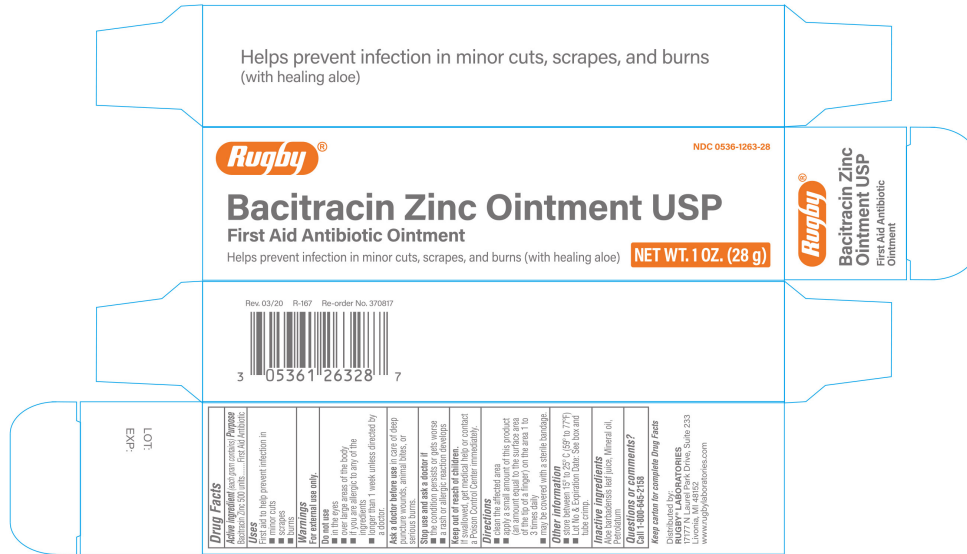 Helps prevent infection in minor cuts, scrapes, and burns
(with healing aloe)
Rugby®
NDC 0536-1263-28
Bacitracin Zinc Ointment USP
First Aid Antibiotic Ointment
Helps prevent infection in minor cuts, scrapes, and burns (with healing aloe)
NET WT. 1 OZ. (28 g)
Rugby®
Bacitracin Zinc
Ointment USP
First Aid Antibiotic
Ointment
Rev. 03/20 R-167 Re-order No. 370817
3 05361 26328 7
LOT:
EXP:
Drug Facts
Active ingredient (each gram contains) Purpose
Bacitracin Zinc 500 units ...... First Aid Antibiotic
Uses
First aid to help prevent infection in
■ minor cuts
■ scrapes
■ burns
Warnings
For external use only.
Do not use
■ in the eyes
■ over large areas of the body
■ if you are allergic to any of the
ingredients
■ longer than 1 week unless directed by
a doctor.
Ask a doctor before use in care of deep
puncture wounds, animal bites, or
serious burns.
Stop use and ask a doctor if
■ the condition persists or gets worse
■ a rash or allergic reaction develops
Keep out of reach of children.
If swallowed, get medical help or contact
a Poison Control Center immediately.
Directions
■ clean the affected area
■ apply a small amount of this product
(an amount equal to the surface area
of the tip of a finger) on the area 1 to
3 times daily
■ may be covered with a sterile bandage.
Other information
■ store between 15° to 25° C (59° to 77°F)
■ Lot No & Expiration Date: See box and
tube crimp.
Inactive ingredients
Aloe barbadensis leaf juice, Mineral oil,
Petrolatum
Questions or comments?
Call 1-800-645-2158
Keep carton for complete Drug Facts
Distributed by:
RUGBY® LABORATORIES
17177 N Laurel Park Drive, Suite 233
Livonia, MI 48152
www.rugbylaboratories.com